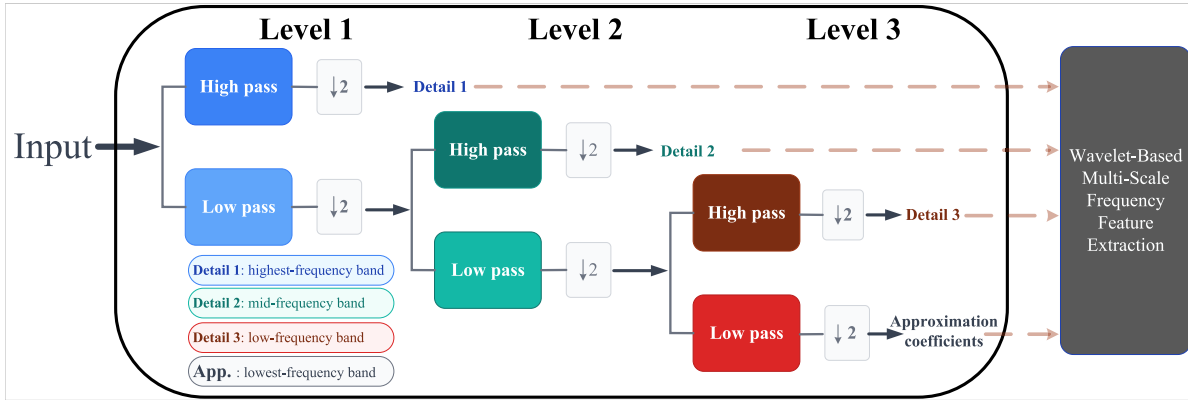 Level 1
Level 2
Level 3
Input
High pass
↓2
Detail 1
Low pass
↓2
High pass
↓2
Detail 2
Low pass
↓2
High pass
↓2
Detail 3
Low pass
↓2
Approximation
coefficients
Detail 1: highest-frequency band
Detail 2: mid-frequency band
Detail 3: low-frequency band
App. : lowest-frequency band
Wavelet-Based
Multi-Scale
Frequency
Feature
Extraction